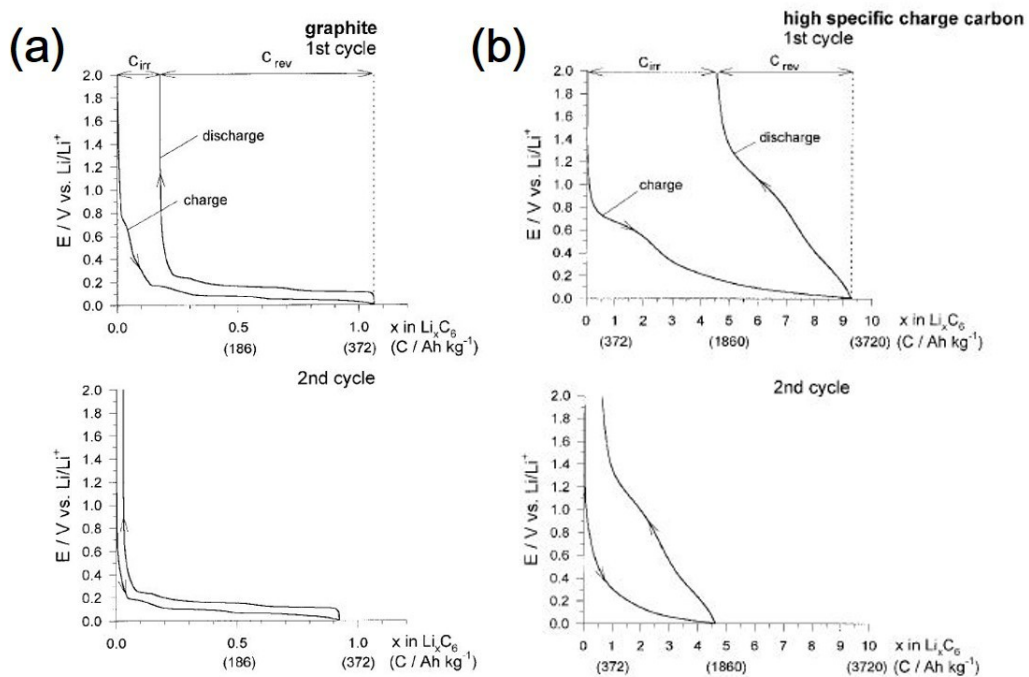 (a)
graphite
1st cycle
C_irr
C_rev
E / V vs. Li/Li⁺
2.0
1.8
1.6
1.4
1.2
1.0
0.8
0.6
0.4
0.2
0.0
discharge
charge
0.0 0.5 1.0 x in LiₓC₆
(186) (372) (C / Ah kg⁻¹)
2nd cycle
E / V vs. Li/Li⁺
2.0
1.8
1.6
1.4
1.2
1.0
0.8
0.6
0.4
0.2
0.0
0.0 0.5 1.0 x in LiₓC₆
(186) (372) (C / Ah kg⁻¹)
(b)
high specific charge carbon
1st cycle
C_irr
C_rev
E / V vs. Li/Li⁺
2.0
1.8
1.6
1.4
1.2
1.0
0.8
0.6
0.4
0.2
0.0
discharge
charge
0 1 2 3 4 5 6 7 8 9 10 x in LiₓC₆
(372) (1860) (3720) (C / Ah kg⁻¹)
2nd cycle
E / V vs. Li/Li⁺
2.0
1.8
1.6
1.4
1.2
1.0
0.8
0.6
0.4
0.2
0.0
0 1 2 3 4 5 6 7 8 9 10 x in LiₓC₆
(372) (1860) (3720) (C / Ah kg⁻¹)